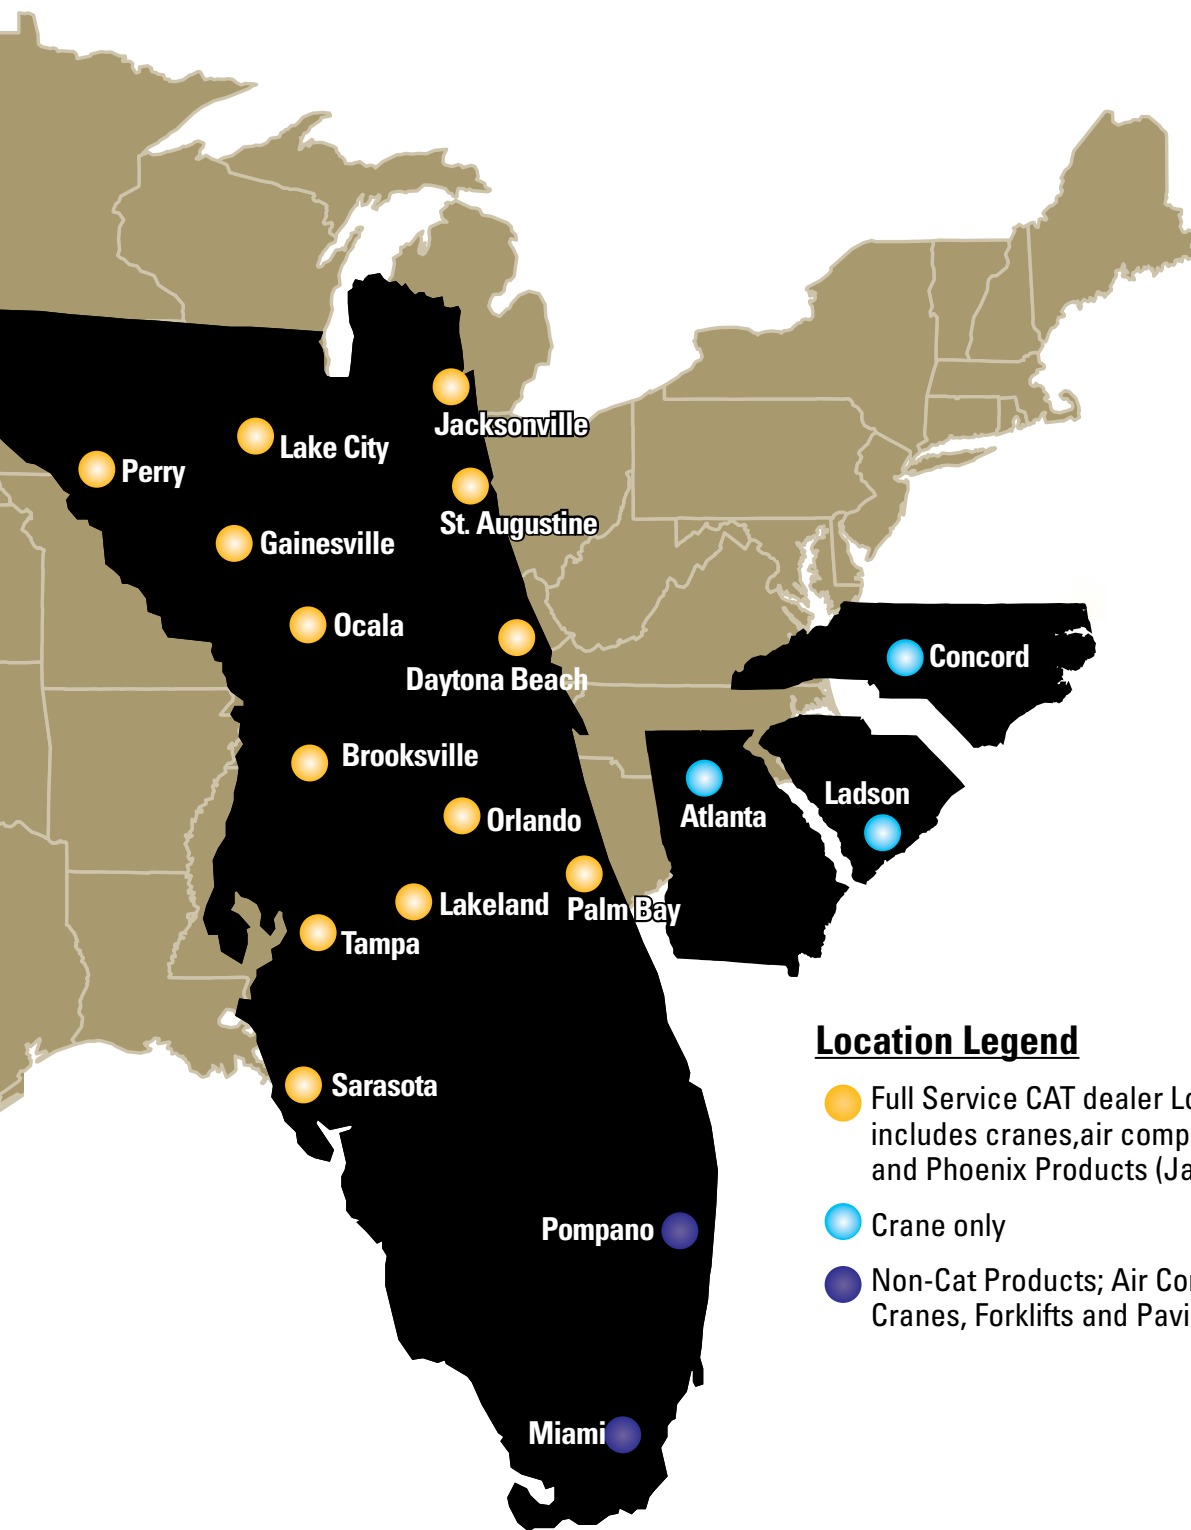 Jacksonville
Lake City
Perry
St. Augustine
Gainesville
Ocala
Daytona Beach
Concord
Brooksville
Ladson
Orlando
Atlanta
Lakeland
Palm Bay
Tampa
Location Legend
Sarasota
Full Service CAT dealer
includes cranes,air
and Phoenix Products
Crane only
Pompano
Non-Cat Products; Air
Cranes, Forklifts and
Miami